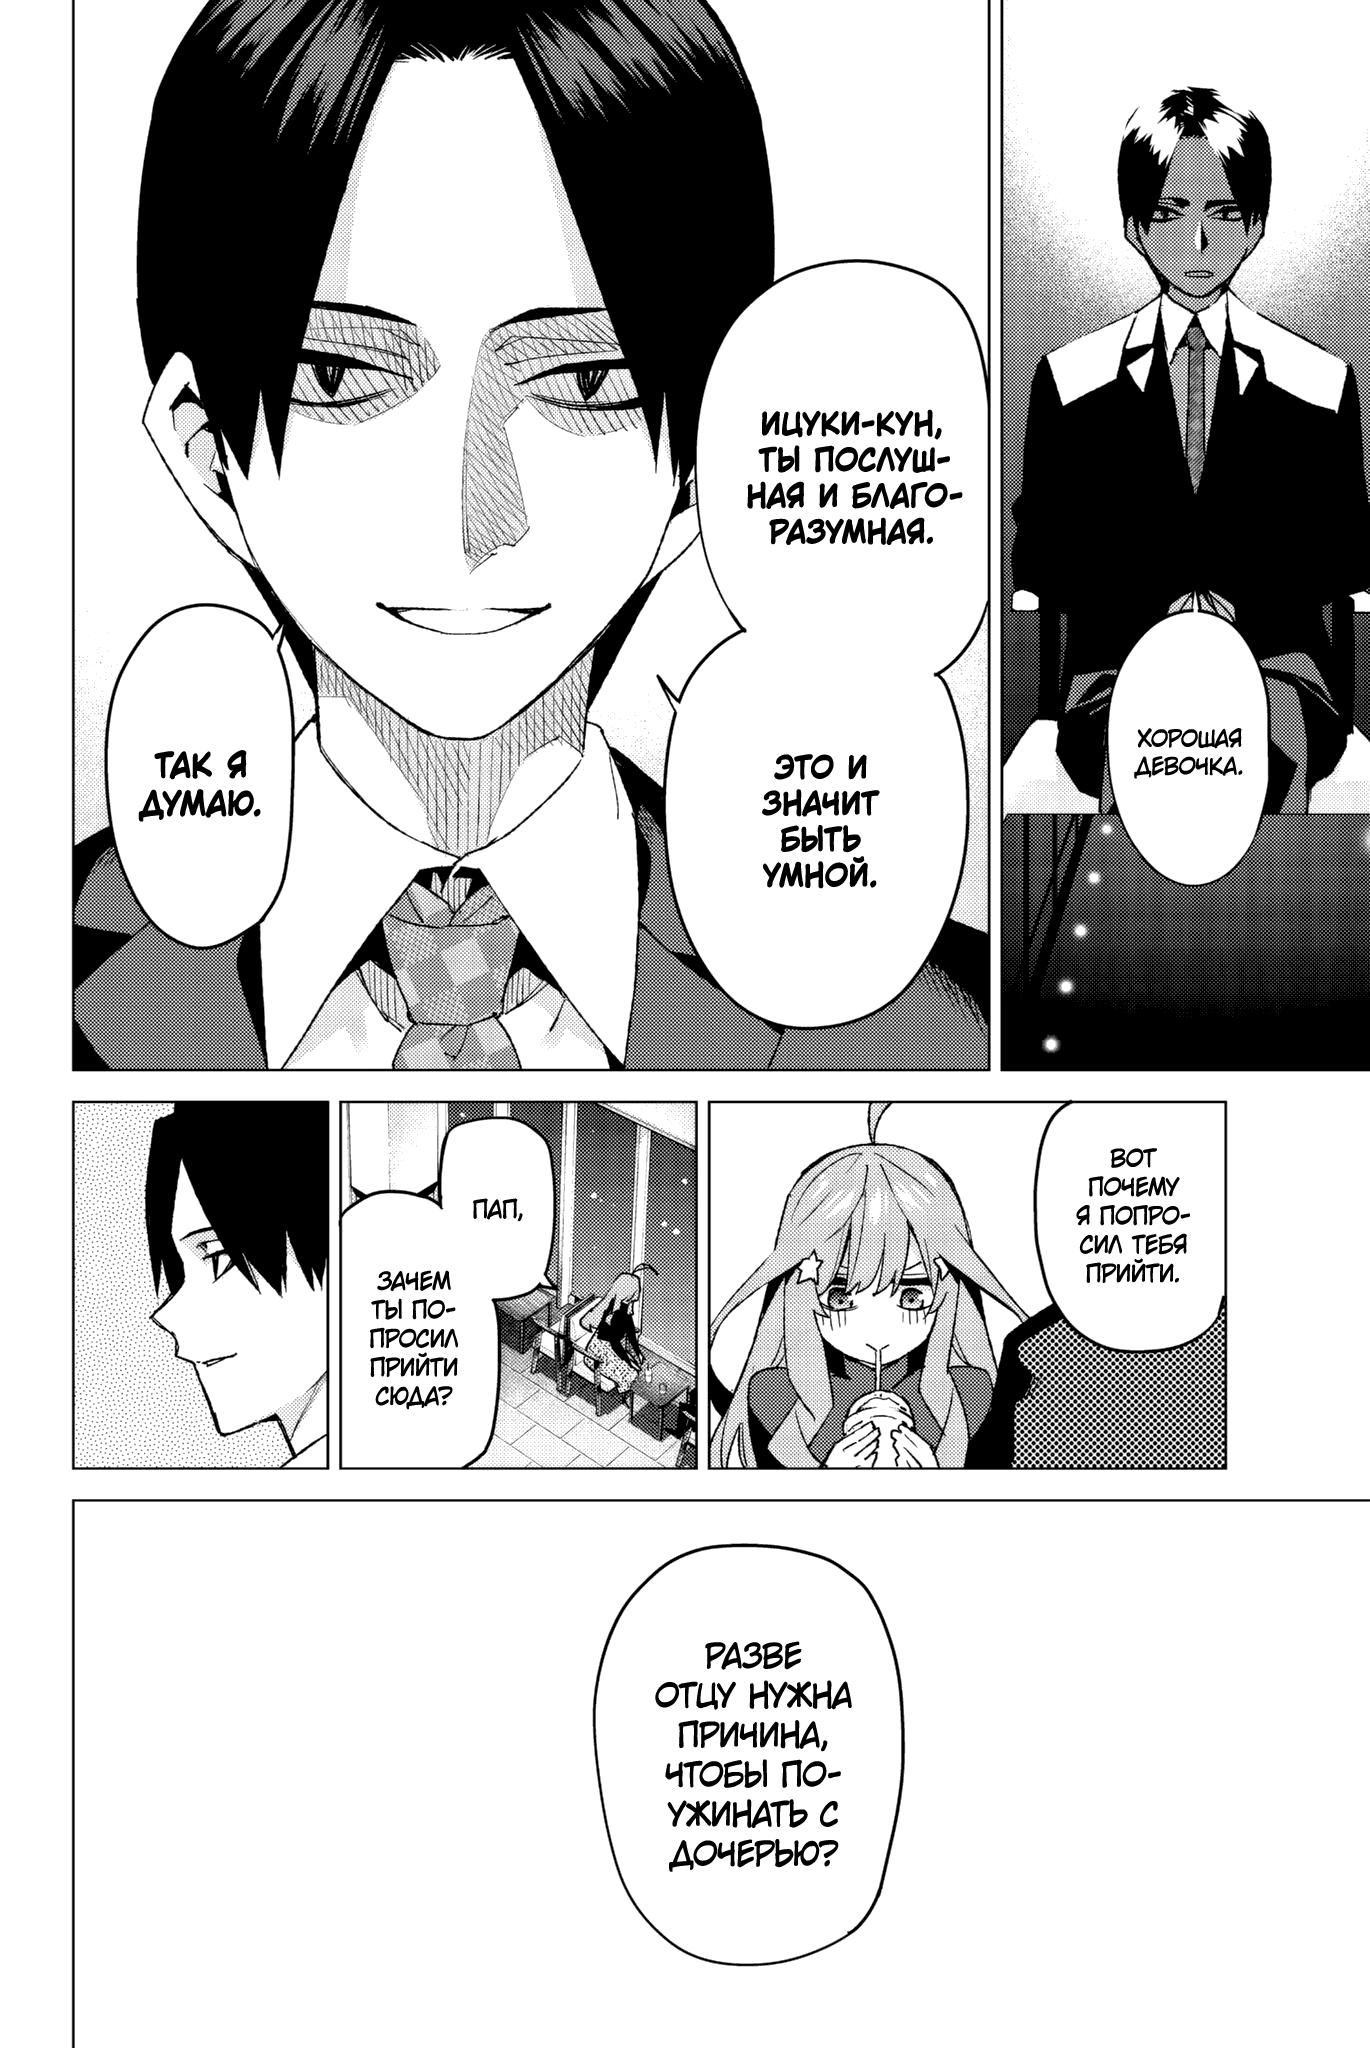 ХОРОШАЯ
ДЕВОЧКА.
ИЦУКИ-КУН,
ТЫ ПОСЛУШ-
НАЯ И БЛАГО-
РАЗУМНАЯ.
ЭТО И
ЗНАЧИТ
БЫТЬ
УМНОЙ.
ТАК Я
ДУМАЮ.
ВОТ
ПОЧЕМУ
Я ПОПРО-
СИЛ ТЕБЯ
ПРИЙТИ.
ПАП,
ЗАЧЕМ
ТЫ ПО-
ПРОСИЛ
ПРИЙТИ
СЮДА?
РАЗВЕ
ОТЦУ НУЖНА
ПРИЧИНА,
ЧТОБЫ ПО-
УЖИНАТЬ С
ДОЧЕРЬЮ?